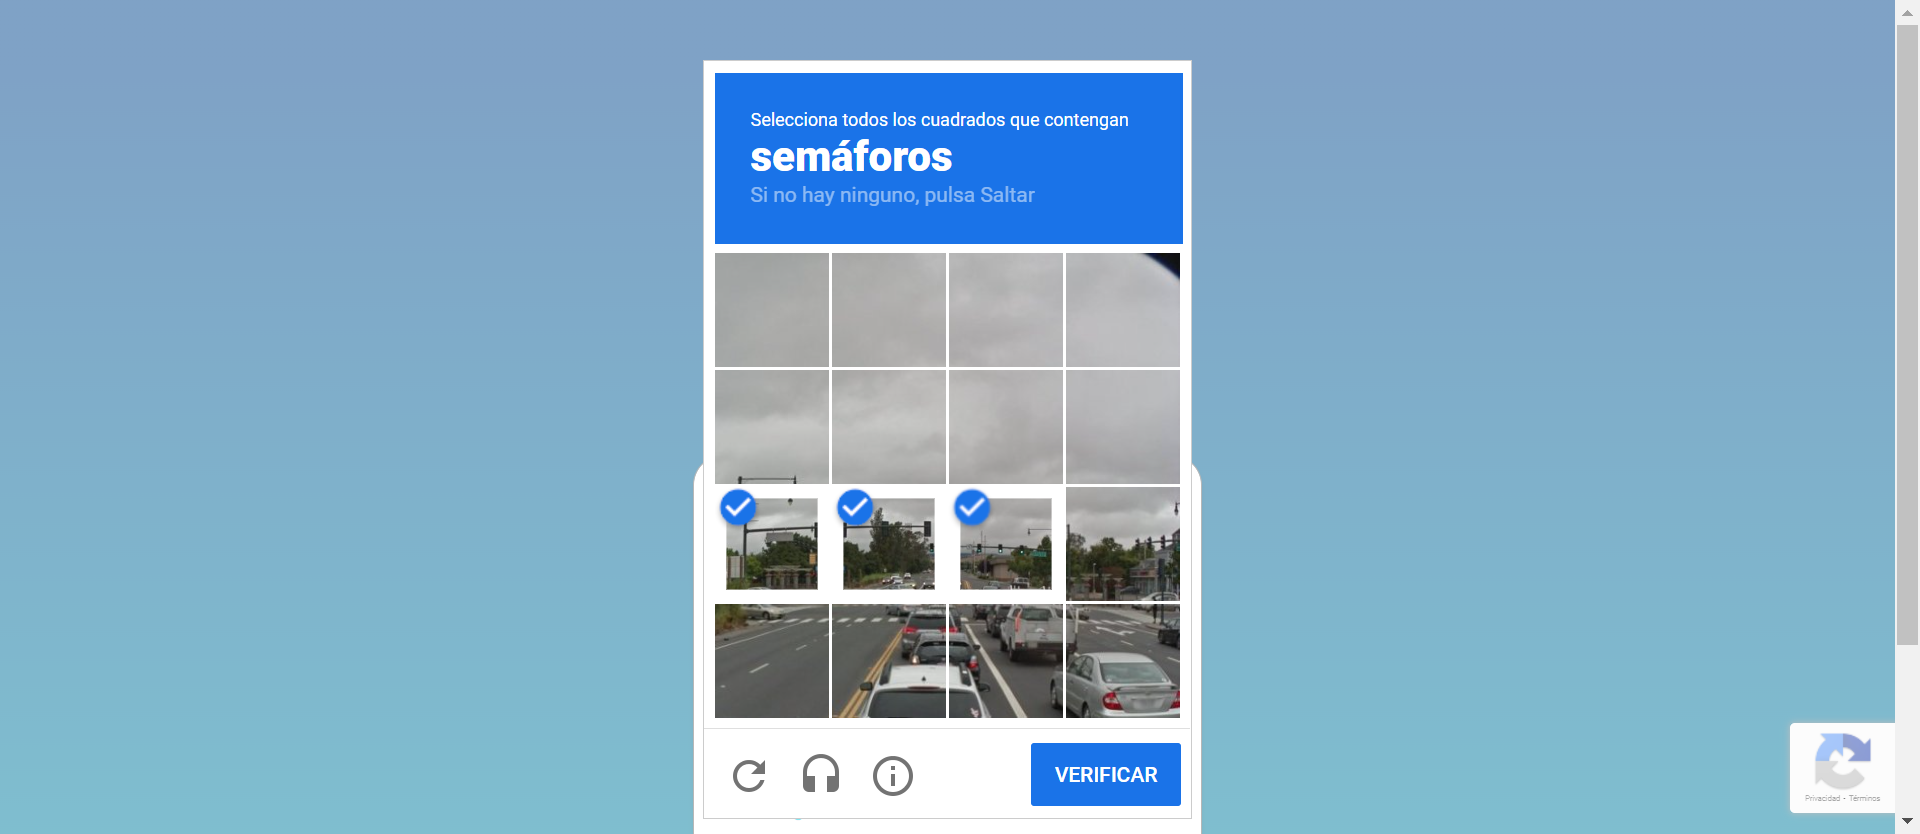 Selecciona todos los cuadrados que contengan
semáforos
Si no hay ninguno, pulsa Saltar
VERIFICAR
Privacidad - Términos